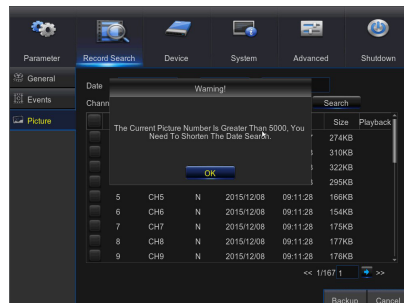 Parameter Record Search Device System Advanced Shutdown
General
Events
Picture
Date
Chann
Search
Warning!
The Current Picture Number Is Greater Than 5000, You
Need To Shorten The Date Search.
OK
Size Playback
274KB
310KB
322KB
295KB
5 CH5 N 2015/12/08 09:11:28 166KB
6 CH6 N 2015/12/08 09:11:28 154KB
7 CH7 N 2015/12/08 09:11:28 175KB
8 CH8 N 2015/12/08 09:11:28 177KB
9 CH9 N 2015/12/08 09:11:28 176KB
<< 1/167 1 >>
Backup Cancel